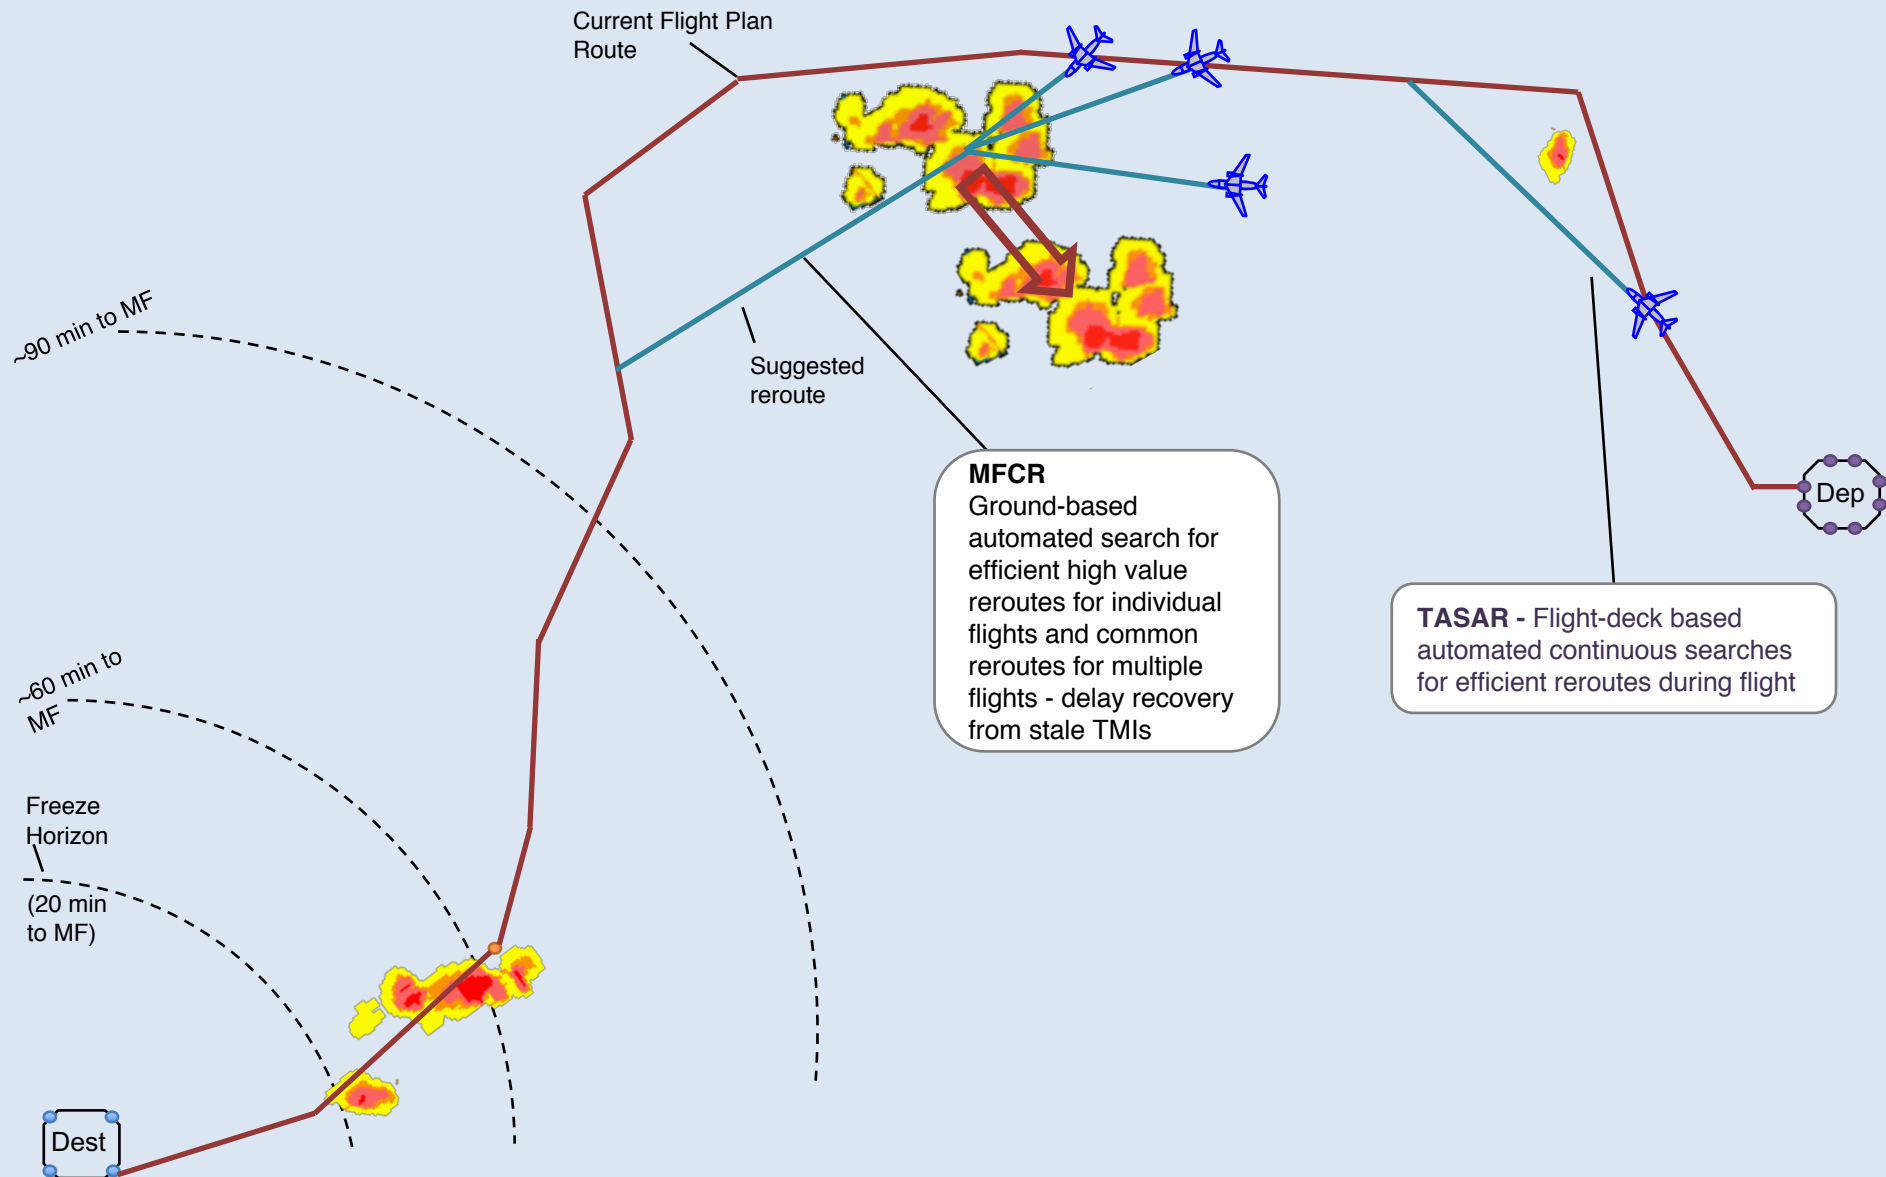 Current Flight Plan
Route
~90 min to MF
Suggested
reroute
MFCR
Ground-based
automated search for
efficient high value
reroutes for individual
flights and common
reroutes for multiple
flights - delay recovery
from stale TMIs
Dep
TASAR - Flight-deck based
automated continuous searches
for efficient reroutes during flight
~60 min to
MF
Freeze
Horizon
(20 min
to MF)
Dest